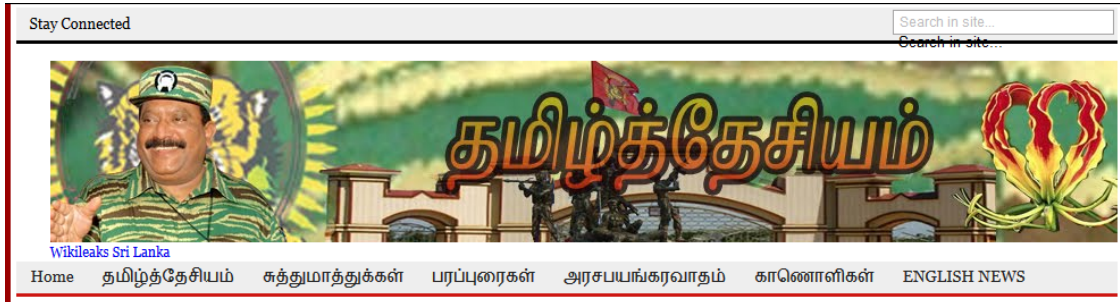 Stay Connected
Search in site...
Search in site...
தமிழ்த்தேசியம்
Wikileaks Sri Lanka
Home தமிழ்த்தேசியம் சுத்துமாத்துக்கள் பரப்புரைகள் அரசபயங்கரவாதம் காணொளிகள் ENGLISH NEWS